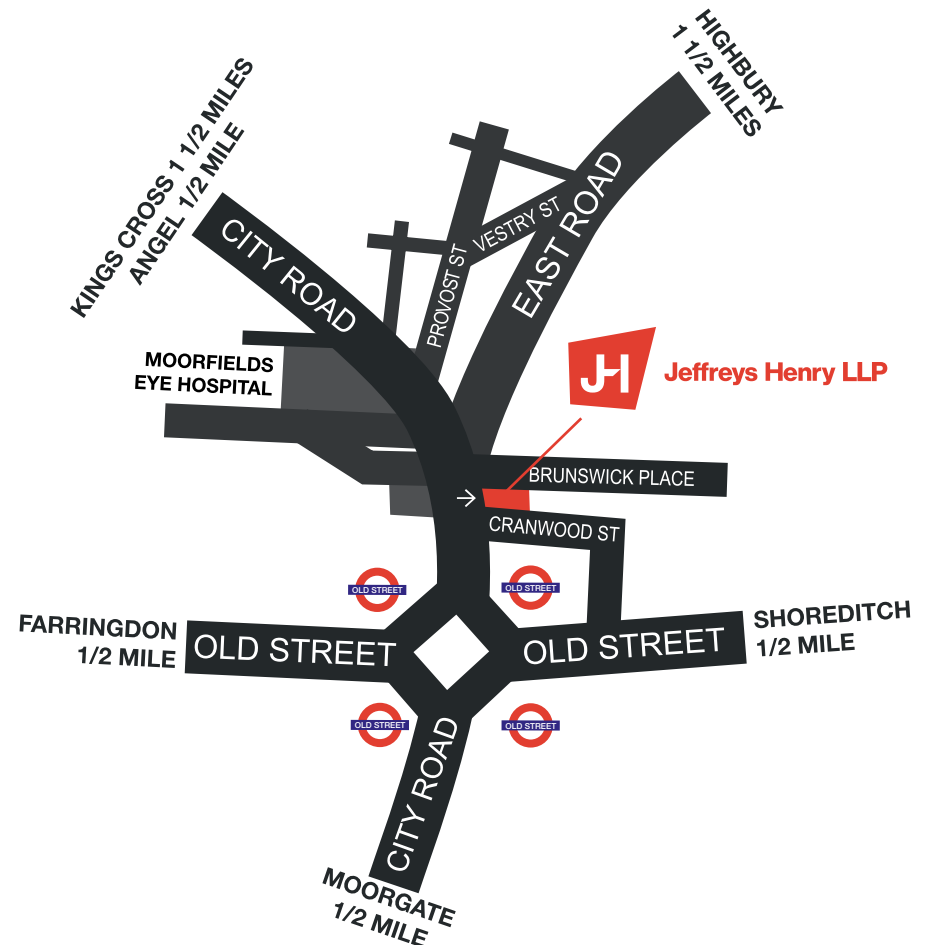 HIGHBURY
1 1/2 MILES
KINGS CROSS 1 1/2 MILES
ANGEL 1/2 MILE
CITY ROAD
VESTRY ST
EAST ROAD
PROVOST ST
MOORFIELDS
EYE HOSPITAL
JH
Jeffreys Henry LLP
BRUNSWICK PLACE
CRANWOOD ST
OLD STREET
OLD STREET
FARRINGDON
1/2 MILE
OLD STREET
OLD STREET
SHOREDITCH
1/2 MILE
OLD STREET
OLD STREET
CITY ROAD
MOORGATE
1/2 MILE